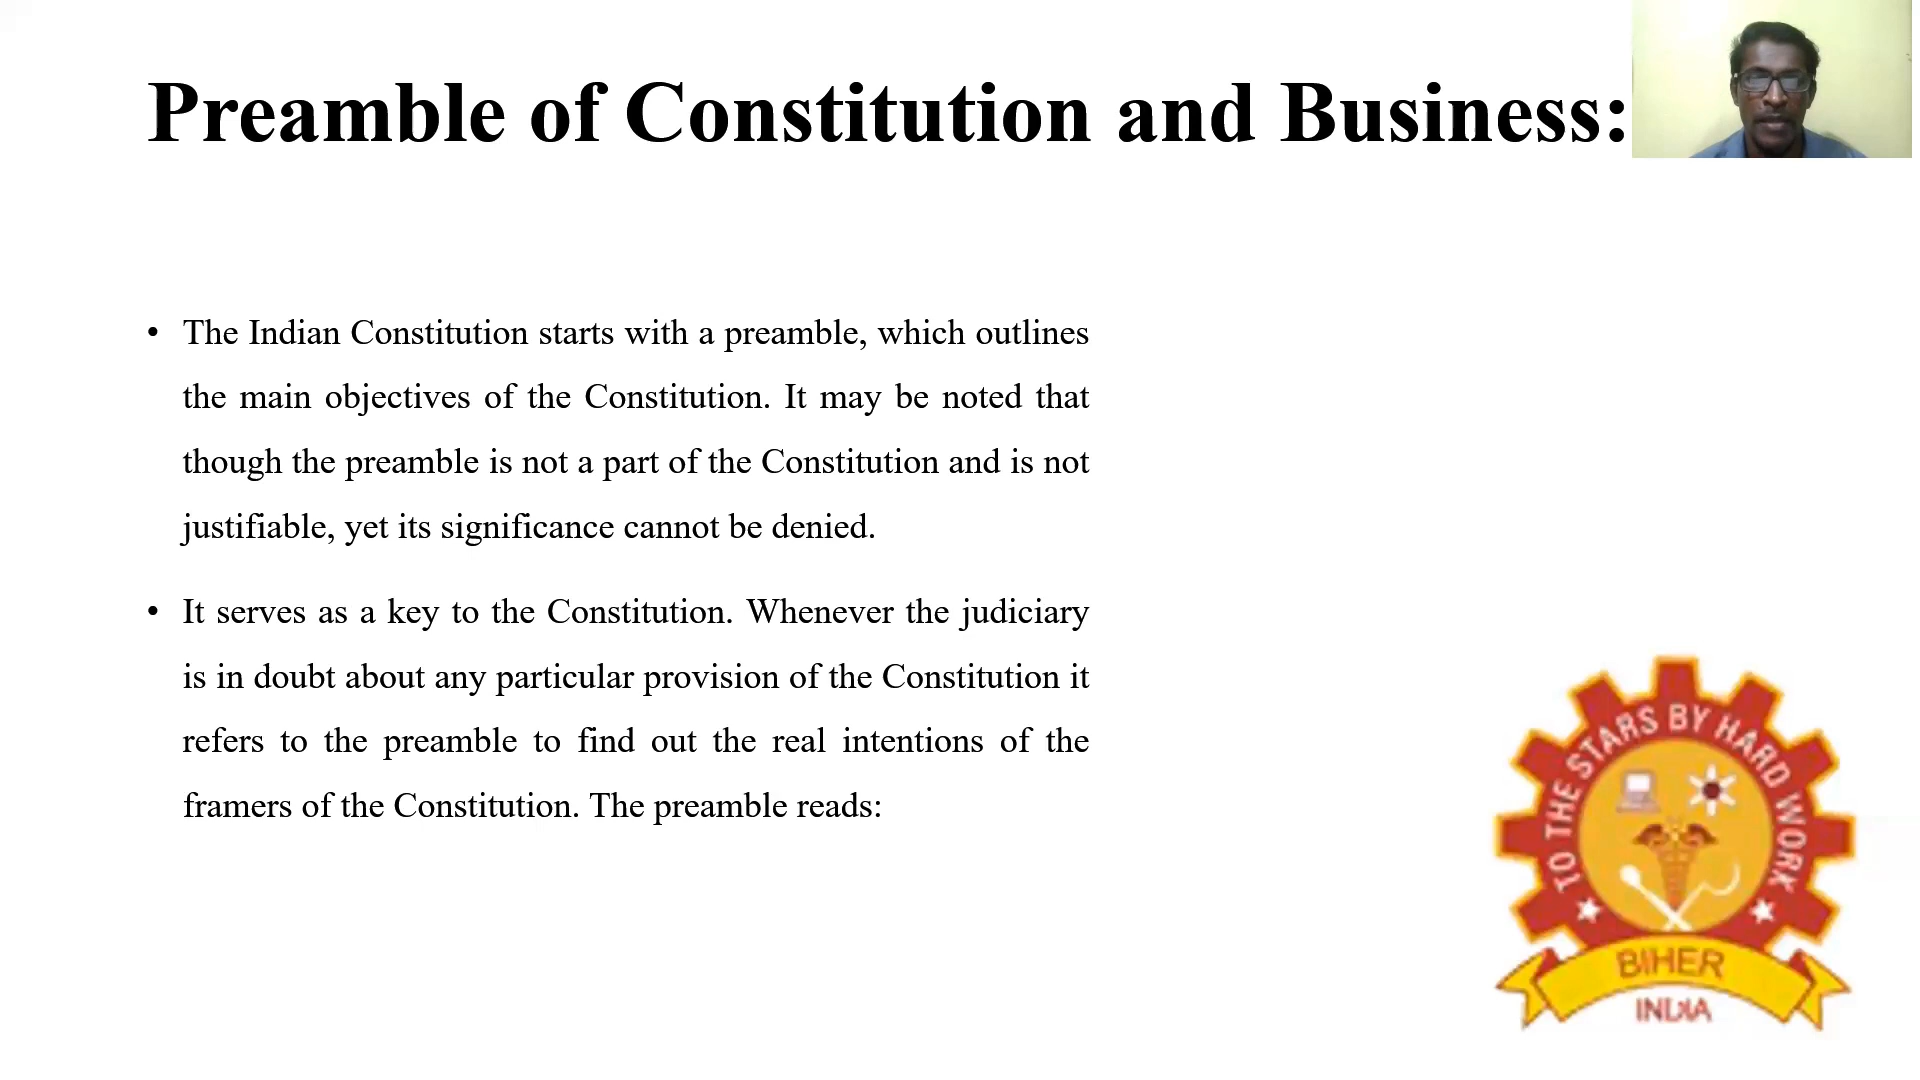 Preamble of Constitution and Business:
• The Indian Constitution starts with a preamble, which outlines
the main objectives of the Constitution. It may be noted that
though the preamble is not a part of the Constitution and is not
justifiable, yet its significance cannot be denied.
• It serves as a key to the Constitution. Whenever the judiciary
is in doubt about any particular provision of the Constitution it
refers to the preamble to find out the real intentions of the
framers of the Constitution. The preamble reads:
TO THE STARS BY HARD WORK
BIHER
INDIA